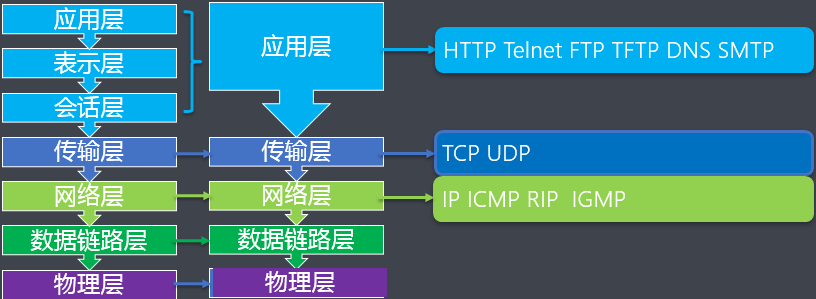 应用层
表示层
会话层
传输层
网络层
数据链路层
物理层
应用层
传输层
网络层
数据链路层
物理层
HTTP Telnet FTP TFTP DNS SMTP
TCP UDP
IP ICMP RIP IGMP